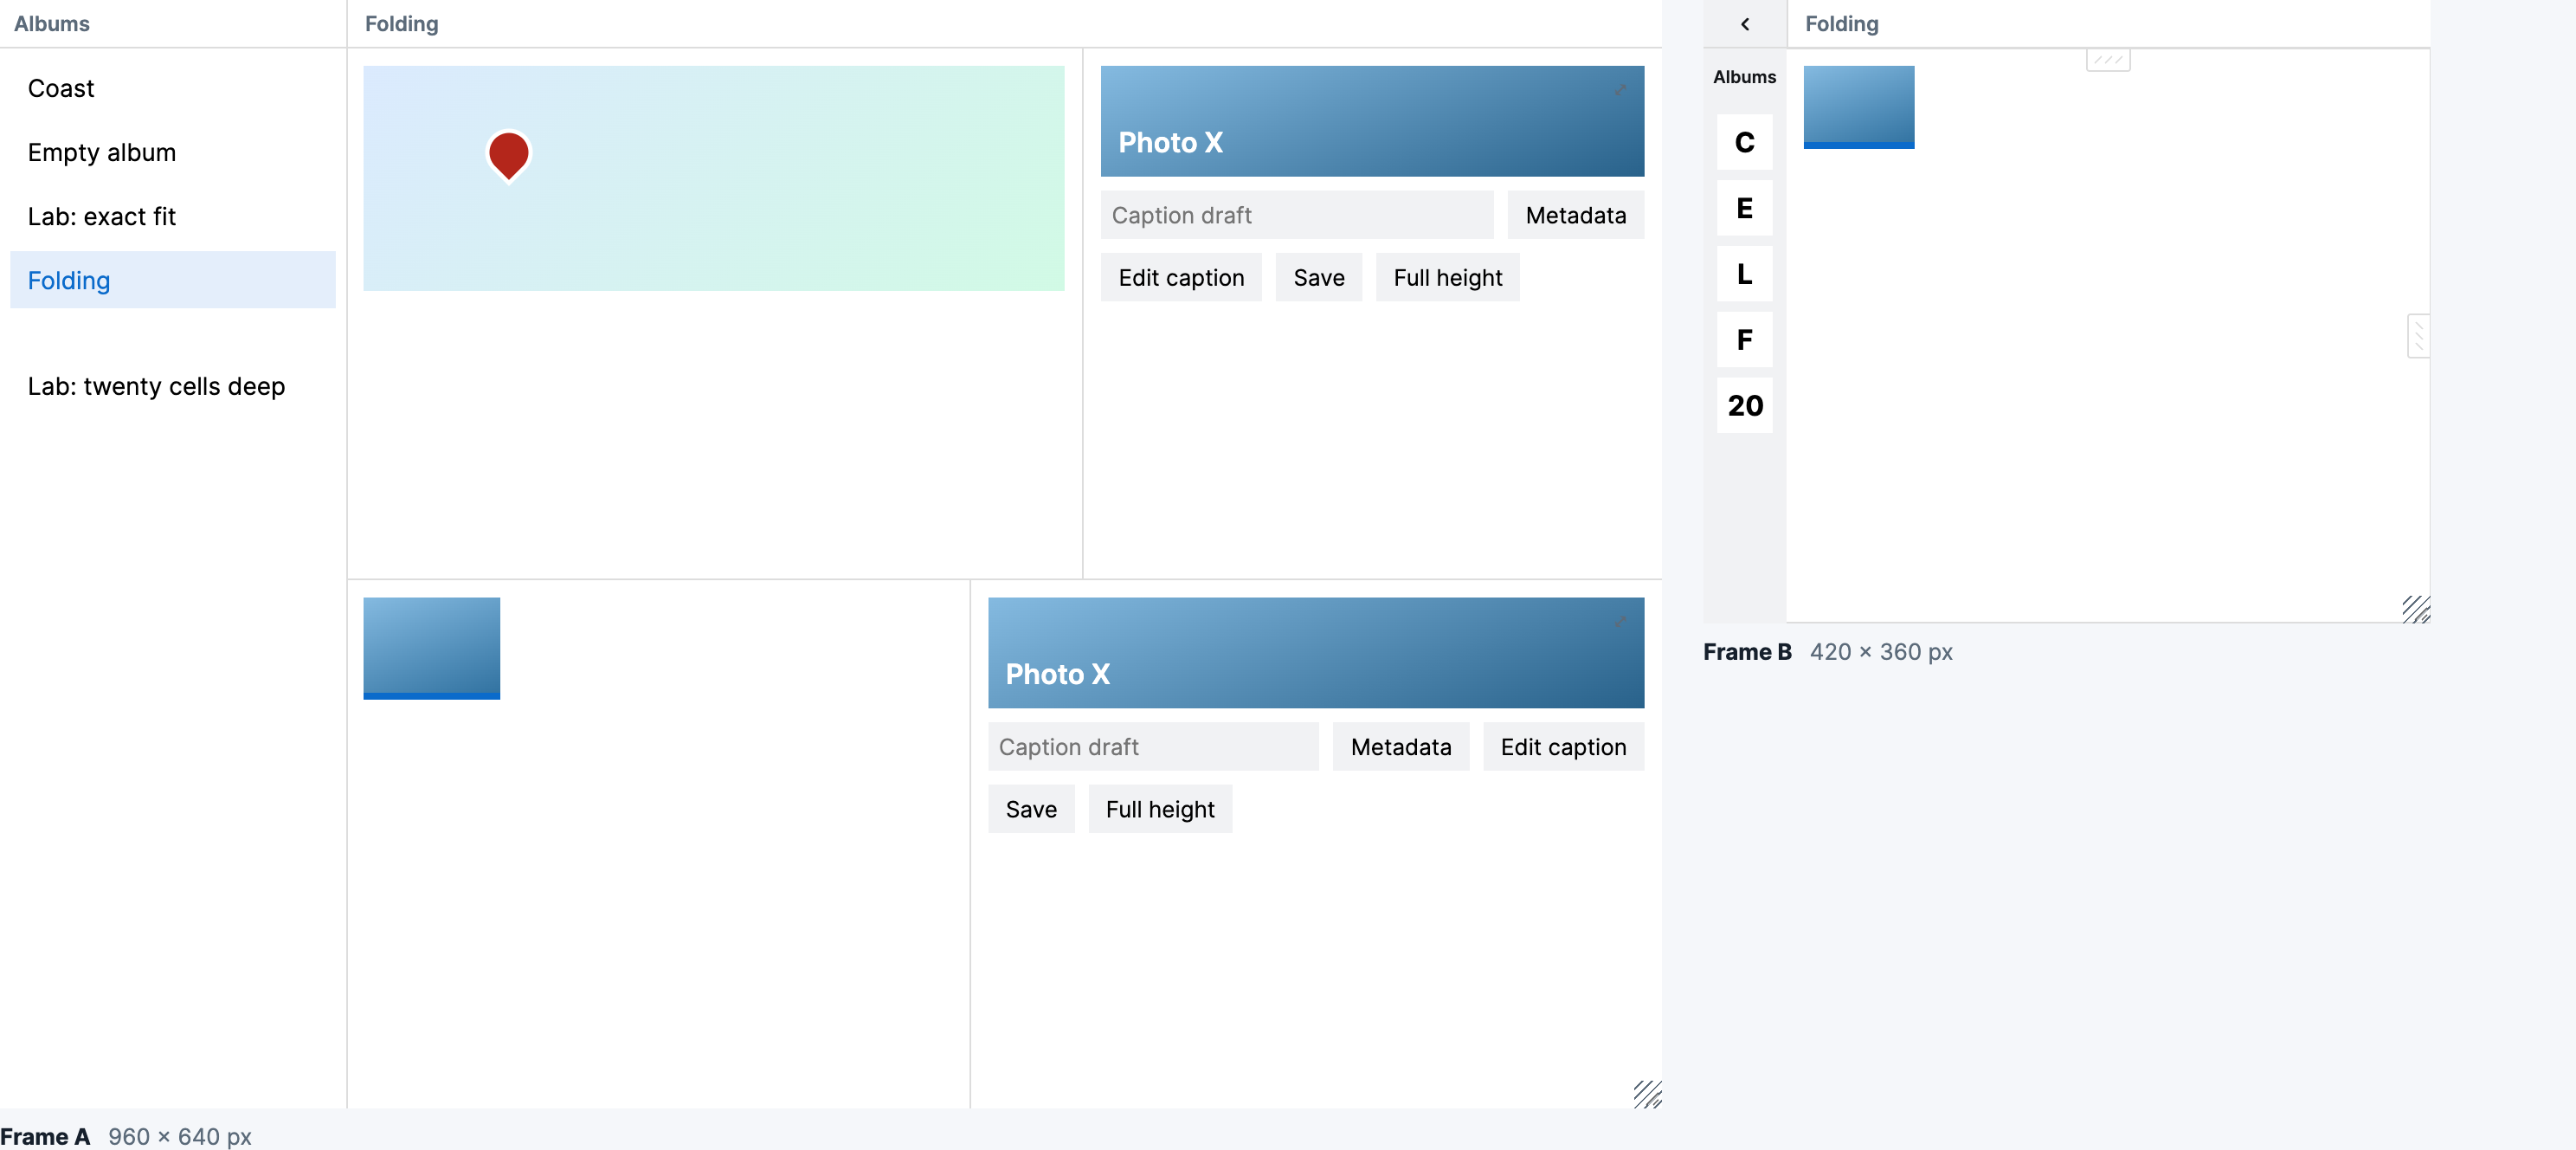 Albums
Folding
Coast
Empty album
Lab: exact fit
Folding
Lab: twenty cells deep
Photo X
Caption draft
Metadata
Edit caption
Save
Full height
Photo X
Caption draft
Metadata
Edit caption
Save
Full height
Frame A 960 × 640 px
Folding
Albums
C
E
L
F
20
Frame B 420 × 360 px